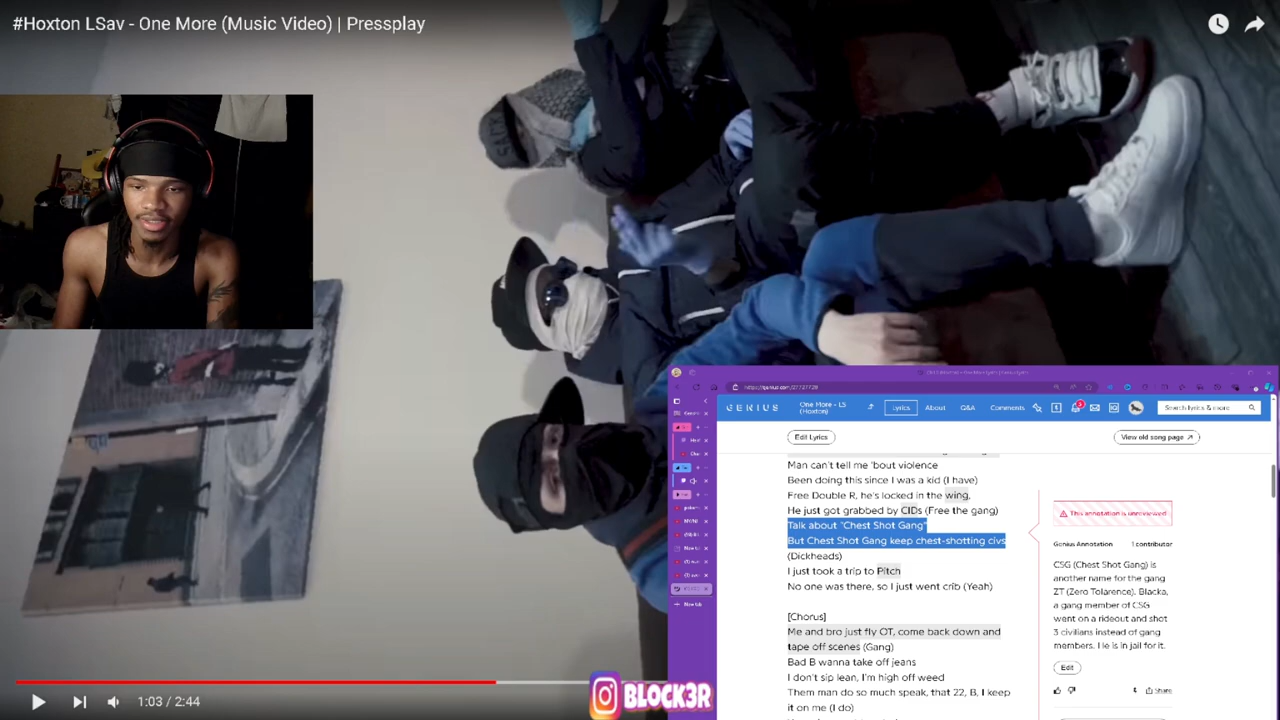 #Hoxton LSav - One More (Music Video) | Pressplay
GENIUS
One More - LS
(Hoxton)
Lyrics
About
Q&A
Comments
Search lyrics & more
Edit Lyrics
View old song page
Man can't tell me 'bout violence
Been doing this since I was a kid (I have)
Free Double R, he's locked in the wing,
He just got grabbed by CIDs (Free the gang)
Talk about "Chest Shot Gang"
But Chest Shot Gang keep chest-shotting civs
(Dickheads)
I just took a trip to Pitch
No one was there, so I just went crib (Yeah)
[Chorus]
Me and bro just fly OT, come back down and
tape off scenes (Gang)
Bad B wanna take off jeans
I don't sip lean, I'm high off weed
Them man do so much speak, that 22, B, I keep
it on me (I do)
This annotation is unreviewed
Genius Annotation
1 contributor
CSG (Chest Shot Gang) is
another name for the gang
ZT (Zero Tolarence). Blacka,
a gang member of CSG
went on a rideout and shot
3 civilians instead of gang
members. He is in jail for it.
Edit
Share
New tab
BLOCK3R
1:03 / 2:44